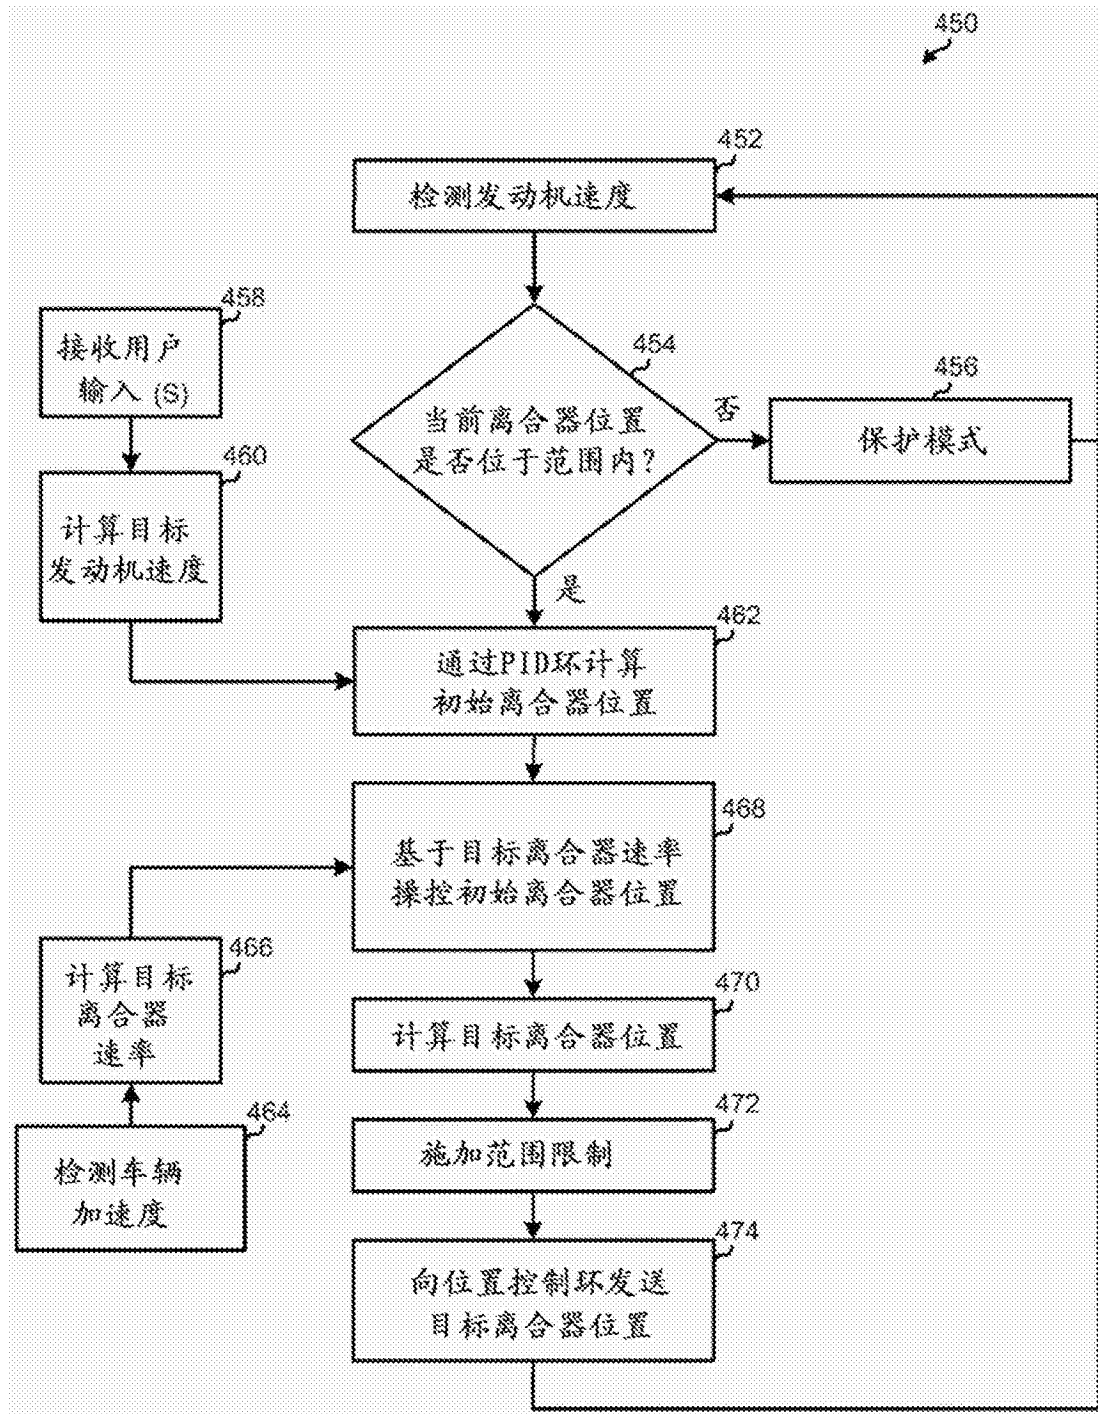 450
452
检测发动机速度
458
接收用户
输入 (S)
454
当前离合器位置
是否位于范围内?
否
456
保护模式
460
计算目标
发动机速度
是
462
通过PID环计算
初始离合器位置
468
基于目标离合器速率
操控初始离合器位置
466
计算目标
离合器
速率
470
计算目标离合器位置
464
检测车辆
加速度
472
施加范围限制
474
向位置控制环发送
目标离合器位置